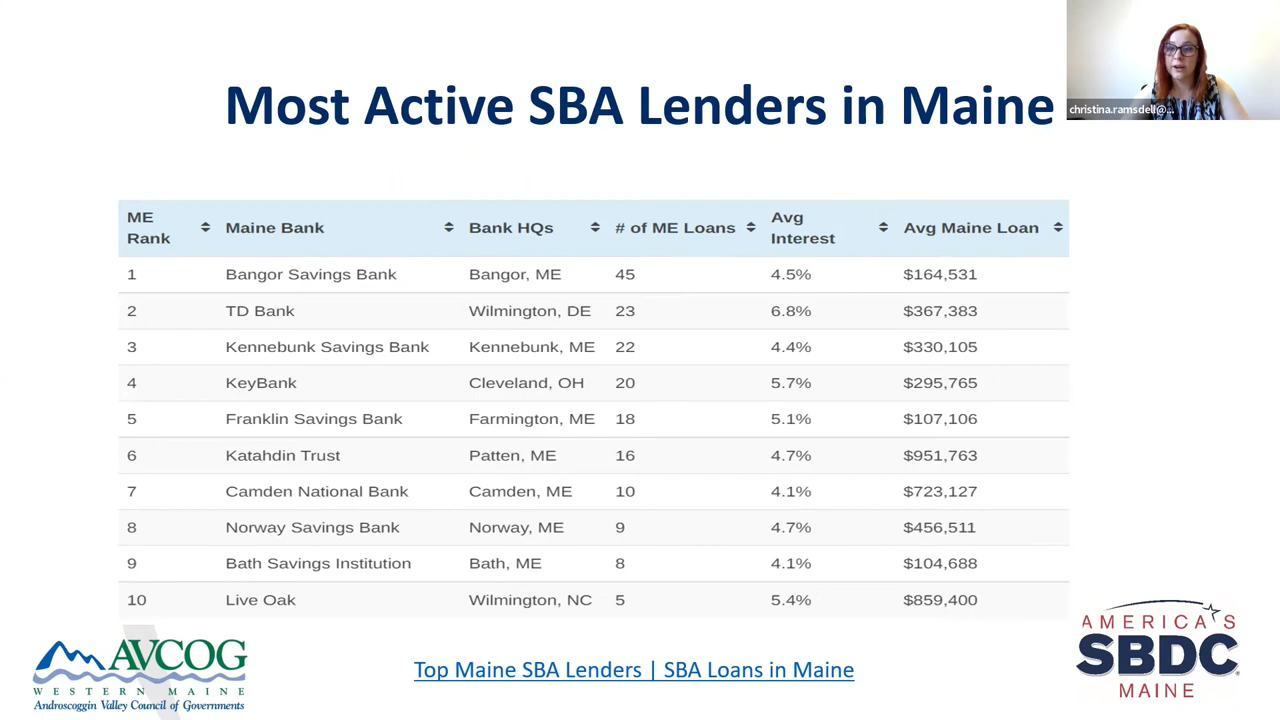 Most Active SBA Lenders in Maine
christina.ramsdell@...
ME Rank Maine Bank Bank HQs # of ME Loans Avg Interest Avg Maine Loan
1 Bangor Savings Bank Bangor, ME 45 4.5% $164,531
2 TD Bank Wilmington, DE 23 6.8% $367,383
3 Kennebunk Savings Bank Kennebunk, ME 22 4.4% $330,105
4 KeyBank Cleveland, OH 20 5.7% $295,765
5 Franklin Savings Bank Farmington, ME 18 5.1% $107,106
6 Katahdin Trust Patten, ME 16 4.7% $951,763
7 Camden National Bank Camden, ME 10 4.1% $723,127
8 Norway Savings Bank Norway, ME 9 4.7% $456,511
9 Bath Savings Institution Bath, ME 8 4.1% $104,688
10 Live Oak Wilmington, NC 5 5.4% $859,400
AVCOG
WESTERN MAINE
Androscoggin Valley Council of Governments
Top Maine SBA Lenders | SBA Loans in Maine
AMERICA'S
SBDC
MAINE